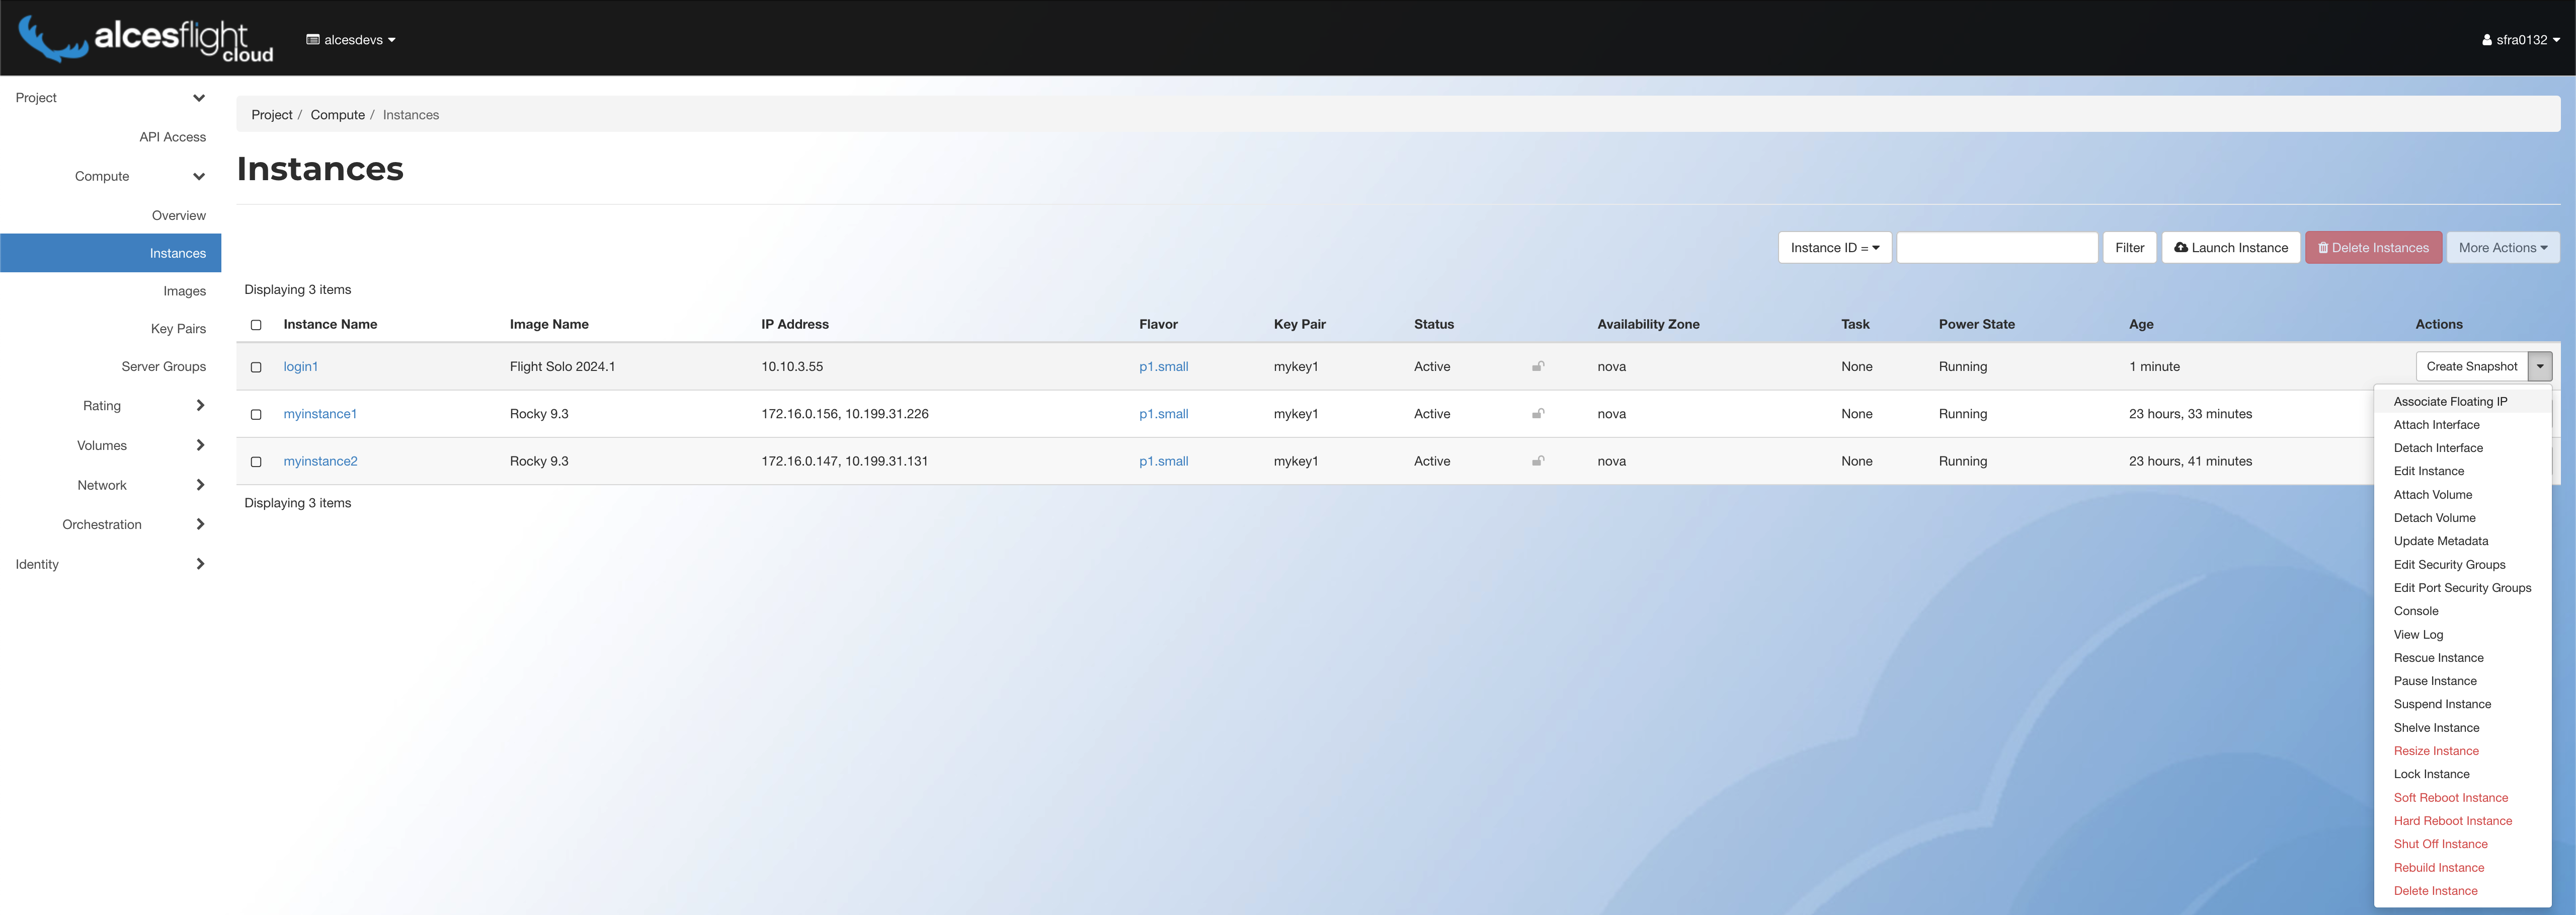 alcesflight cloud alcesdevs sfra0132
Project
API Access
Compute
Overview
Instances
Images
Key Pairs
Server Groups
Rating
Volumes
Network
Orchestration
Identity
Project / Compute / Instances
Instances
Instance ID = Filter Launch Instance Delete Instances More Actions
Displaying 3 items
Instance Name Image Name IP Address Flavor Key Pair Status Availability Zone Task Power State Age Actions
login1 Flight Solo 2024.1 10.10.3.55 p1.small mykey1 Active nova None Running 1 minute Create Snapshot
myinstance1 Rocky 9.3 172.16.0.156, 10.199.31.226 p1.small mykey1 Active nova None Running 23 hours, 33 minutes
myinstance2 Rocky 9.3 172.16.0.147, 10.199.31.131 p1.small mykey1 Active nova None Running 23 hours, 41 minutes
Displaying 3 items
Associate Floating IP
Attach Interface
Detach Interface
Edit Instance
Attach Volume
Detach Volume
Update Metadata
Edit Security Groups
Edit Port Security Groups
Console
View Log
Rescue Instance
Pause Instance
Suspend Instance
Shelve Instance
Resize Instance
Lock Instance
Soft Reboot Instance
Hard Reboot Instance
Shut Off Instance
Rebuild Instance
Delete Instance